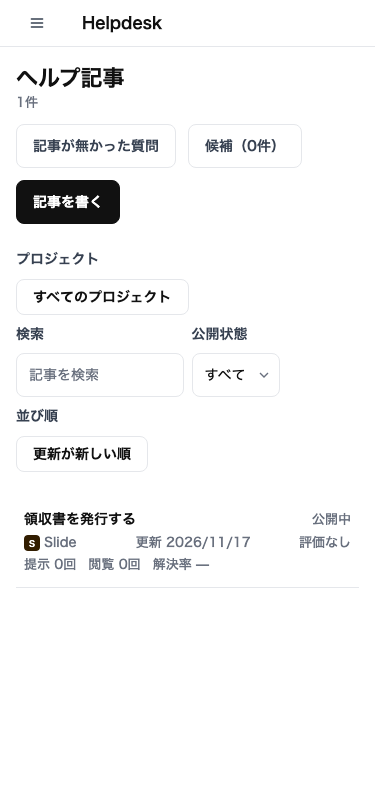 Helpdesk
ヘルプ記事
1件
記事が無かった質問
候補（0件）
記事を書く
プロジェクト
すべてのプロジェクト
検索 公開状態
記事を検索 すべて
並び順
更新が新しい順
領収書を発行する 公開中
S Slide 更新 2026/11/17 評価なし
提示 0回 閲覧 0回 解決率 —